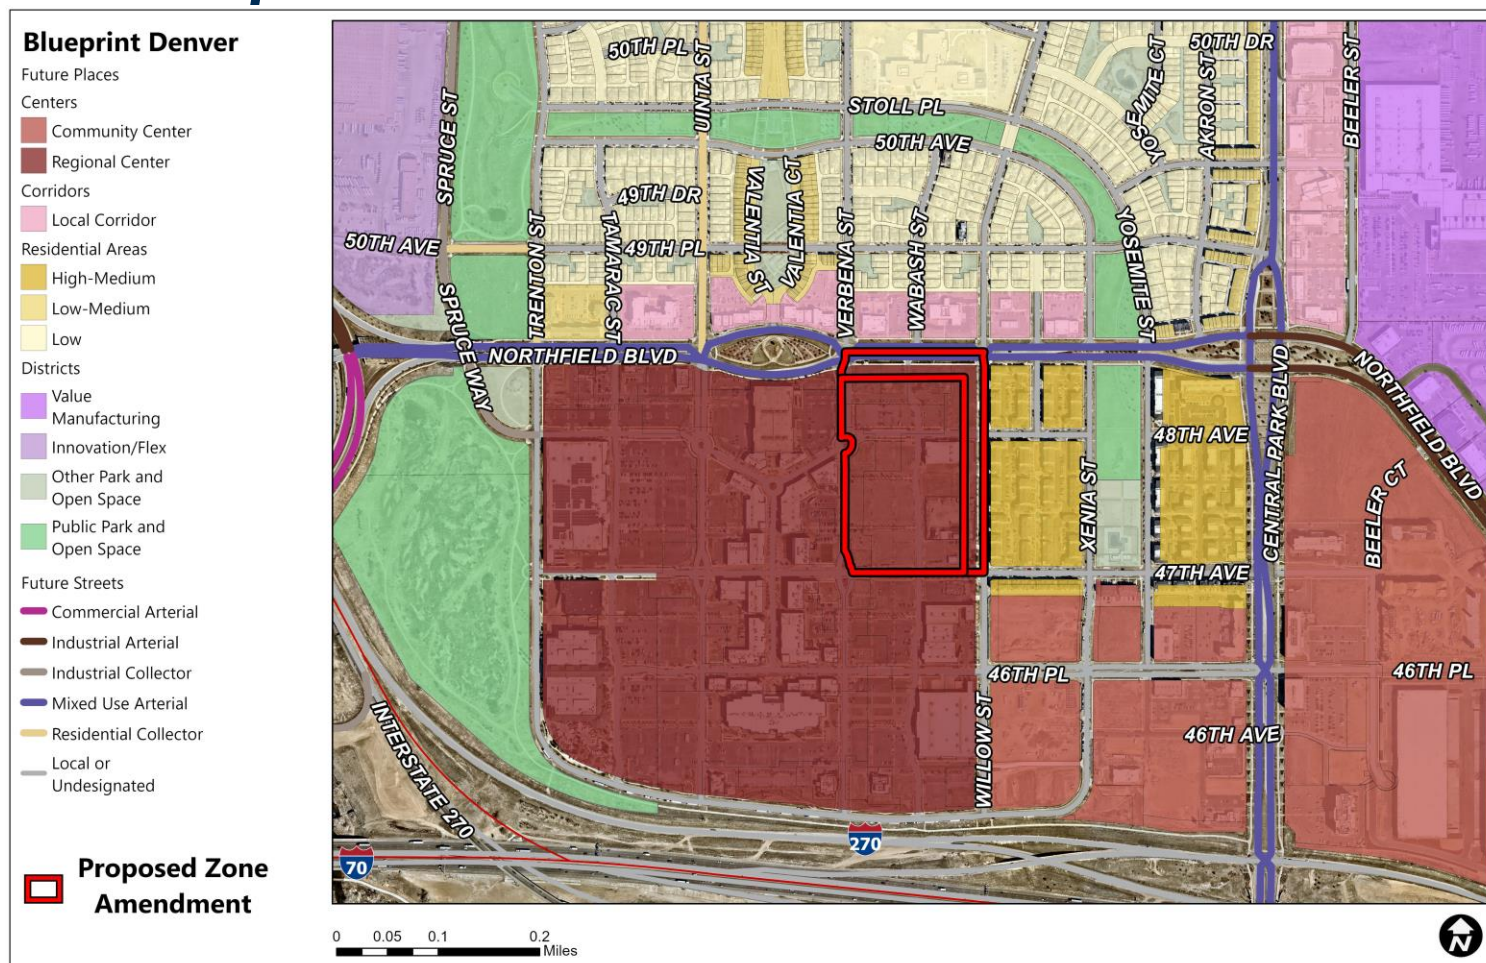 Blueprint Denver
Future Places
Centers
Community Center
Regional Center
Corridors
Local Corridor
Residential Areas
High-Medium
Low-Medium
Low
Districts
Value
Manufacturing
Innovation/Flex
Other Park and
Open Space
Public Park and
Open Space
Future Streets
Commercial Arterial
Industrial Arterial
Industrial Collector
Mixed Use Arterial
Residential Collector
Local or
Undesignated
Proposed Zone
Amendment
50TH PL
UINTA ST
STOLL PL
50TH AVE
YOSEMITE CT
50TH DR
AKRON ST
BEELER ST
SPRUCE ST
49TH DR
VALENTIA ST
VALENTIA CT
50TH AVE
TRENTON ST
TAMARAC ST
49TH PL
VERBENA ST
WABASH ST
YOSEMITE ST
SPRUCE WAY
NORTHFIELD BLVD
CENTRAL PARK BLVD
NORTHFIELD BLVD
48TH AVE
XENIA ST
BEELER CT
47TH AVE
46TH PL
46TH PL
WILLOW ST
46TH AVE
INTERSTATE 270
270
70
0 0.05 0.1 0.2
Miles
N